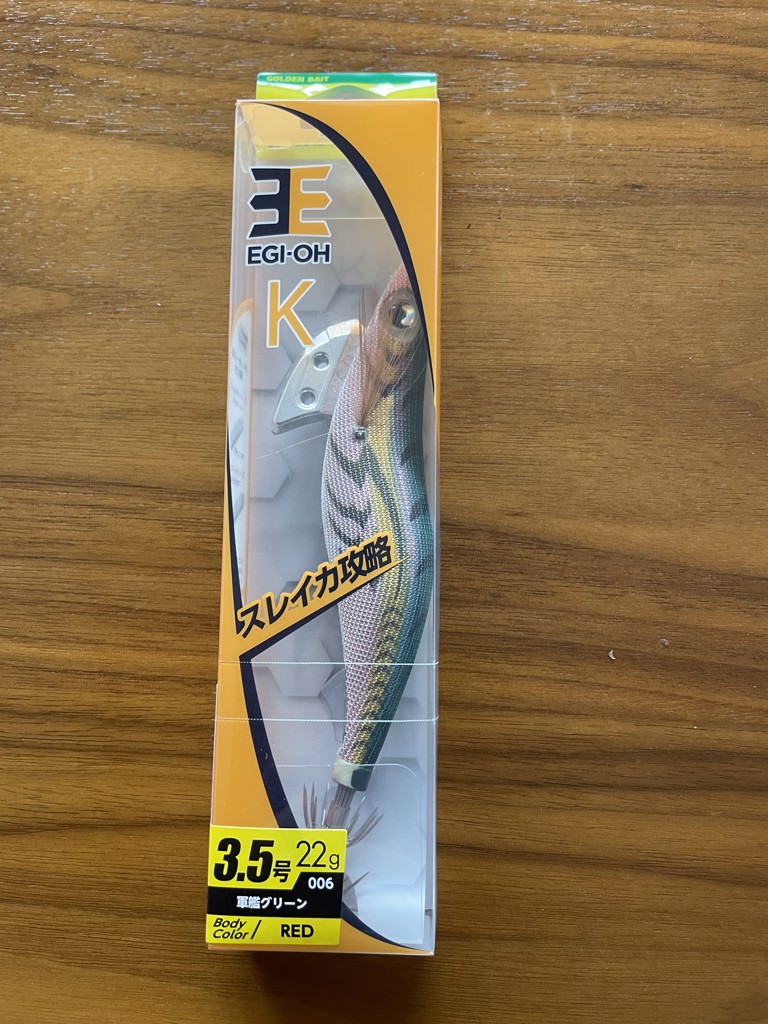 GOLDEN BAIT
EGI-OH
K
スレイカ攻略
3.5号 22g
006
軍艦グリーン
Body Color/ RED